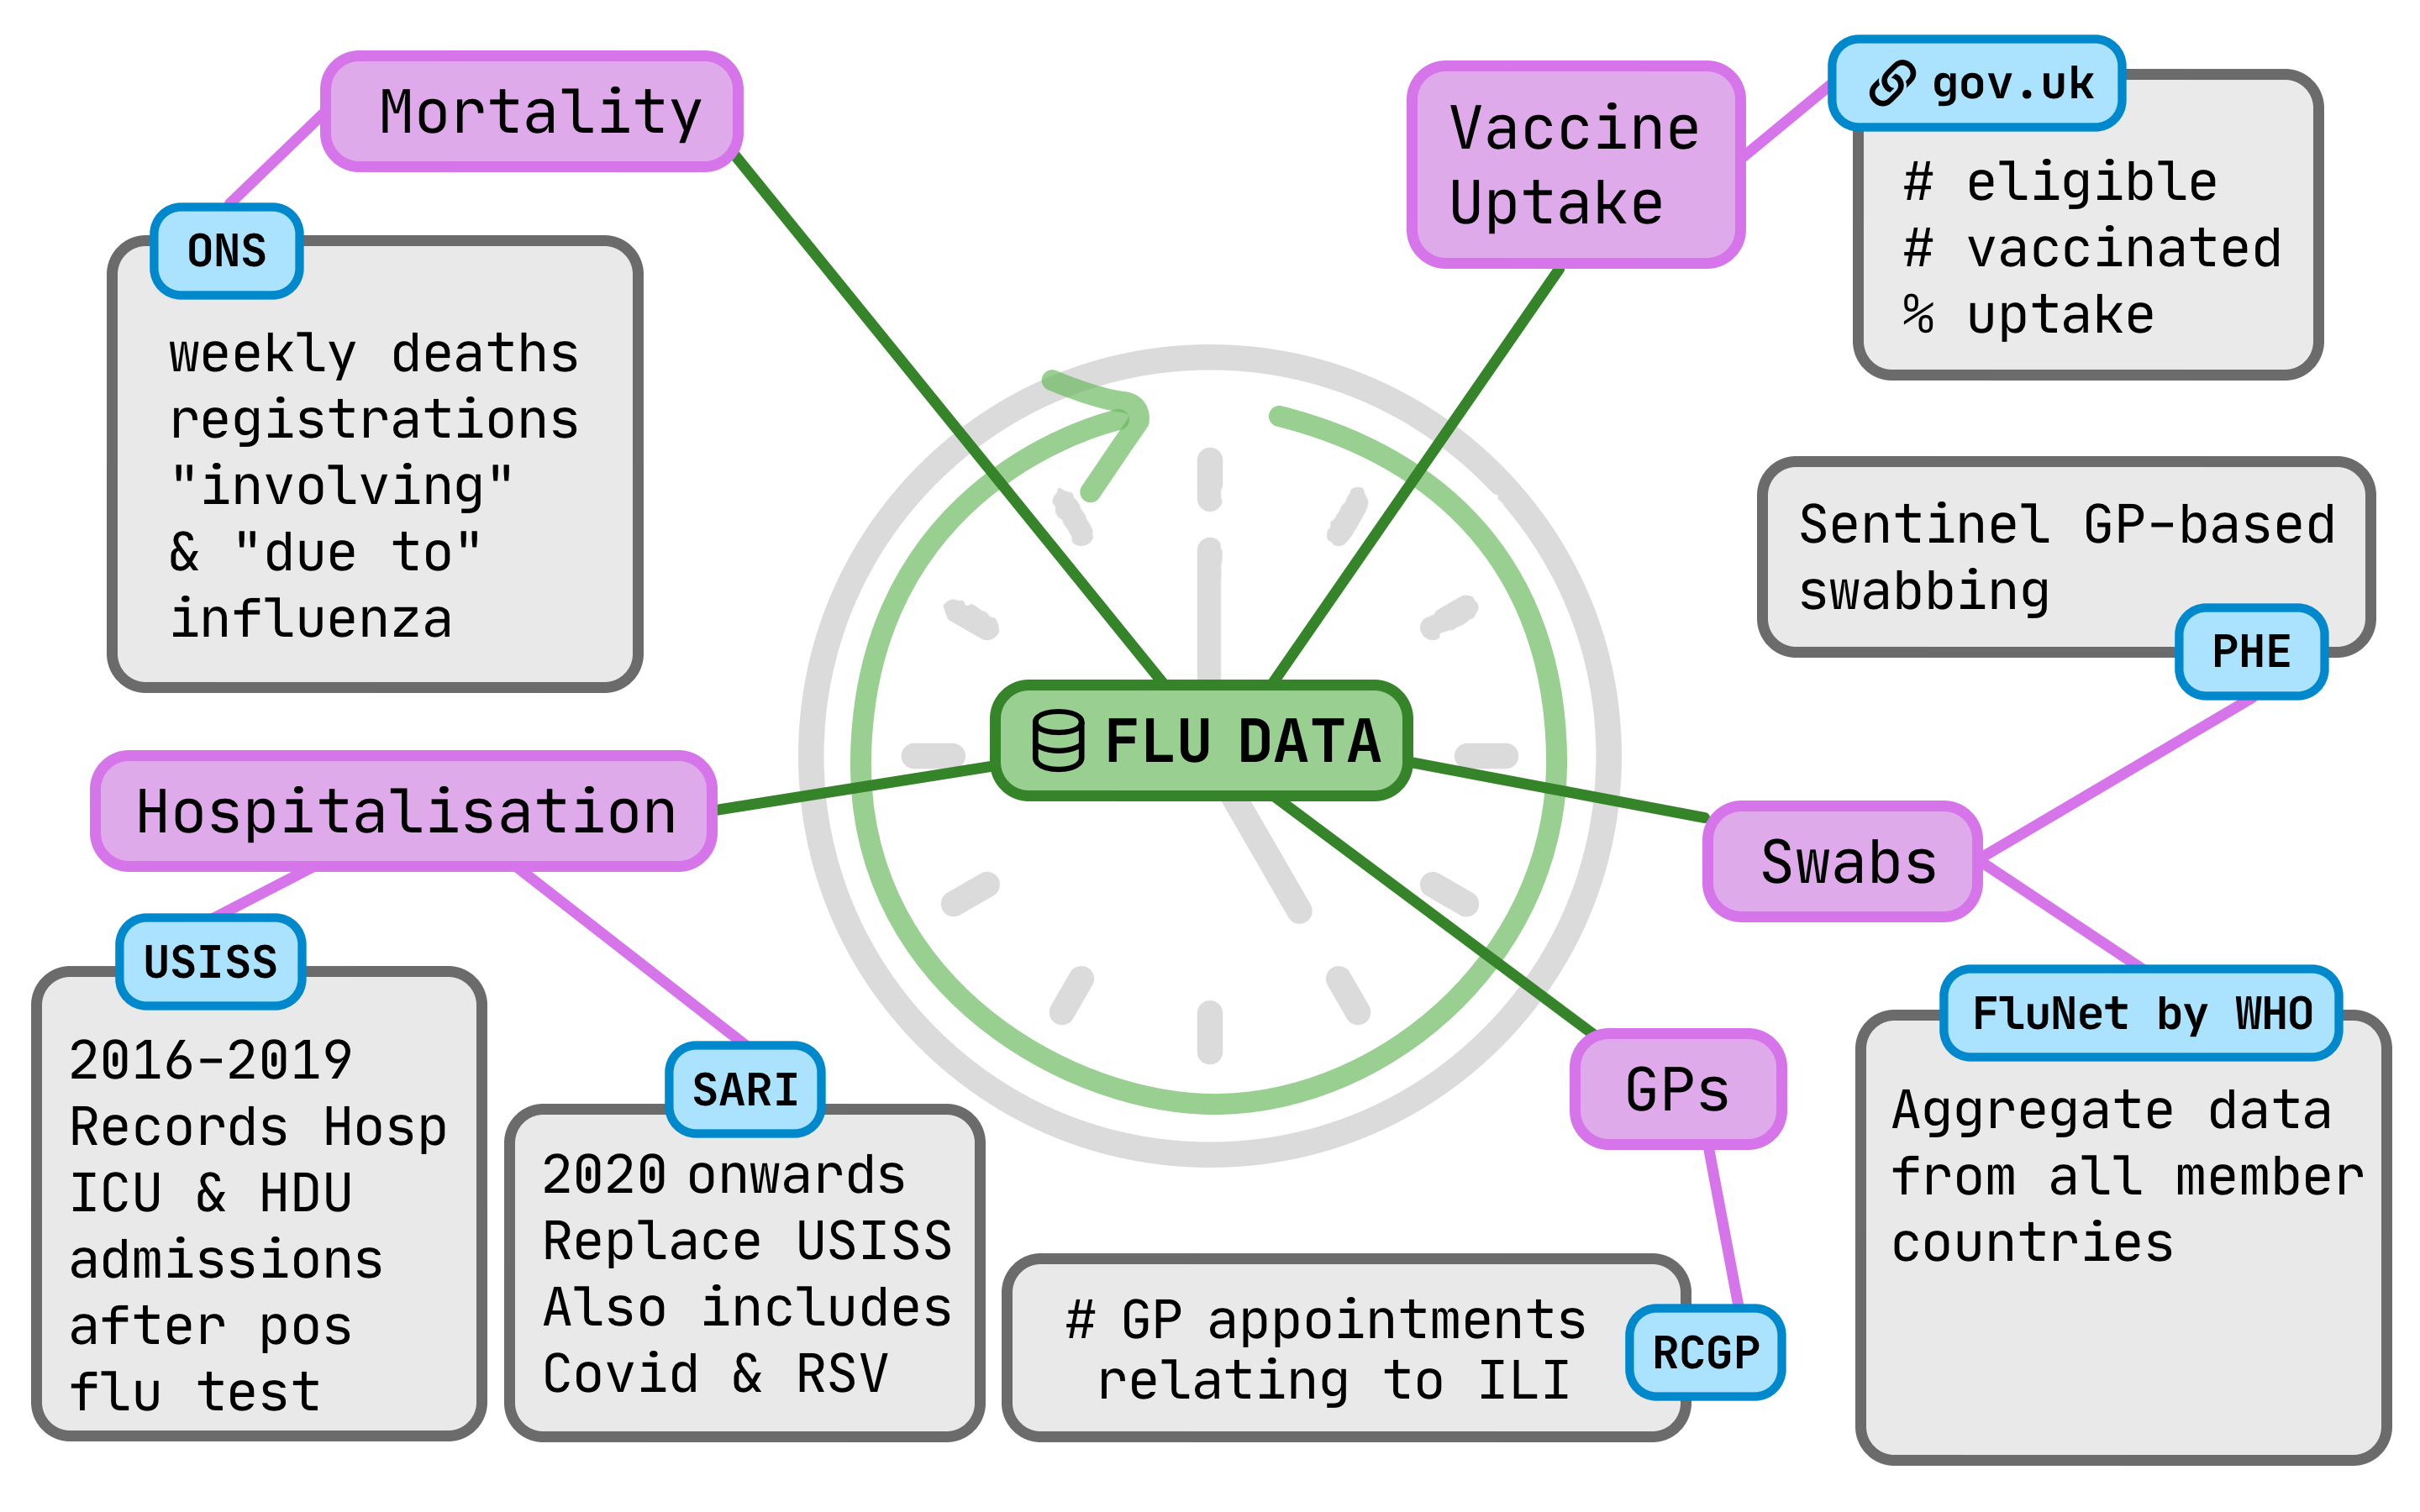 Mortality
ONS
weekly deaths
registrations
"involving"
& "due to"
influenza
Vaccine
Uptake
gov.uk
# eligible
# vaccinated
% uptake
Sentinel GP-based
swabbing
PHE
FLU DATA
Hospitalisation
USISS
2016-2019
Records Hosp
ICU & HDU
admissions
after pos
flu test
SARI
2020 onwards
Replace USISS
Also includes
Covid & RSV
Swabs
GPs
# GP appointments
relating to ILI
RCGP
FluNet by WHO
Aggregate data
from all member
countries